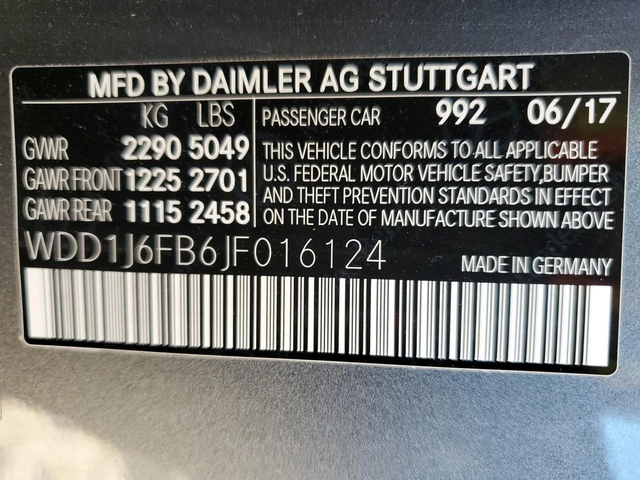 MFD BY DAIMLER AG STUTTGART
KG LBS PASSENGER CAR 992 06/17
GVWR 2290 5049
GAWR FRONT 1225 2701
GAWR REAR 1115 2458
THIS VEHICLE CONFORMS TO ALL APPLICABLE
U.S. FEDERAL MOTOR VEHICLE SAFETY,BUMPER
AND THEFT PREVENTION STANDARDS IN EFFECT
ON THE DATE OF MANUFACTURE SHOWN ABOVE.
WDD1J6FB6JF016124
MADE IN GERMANY